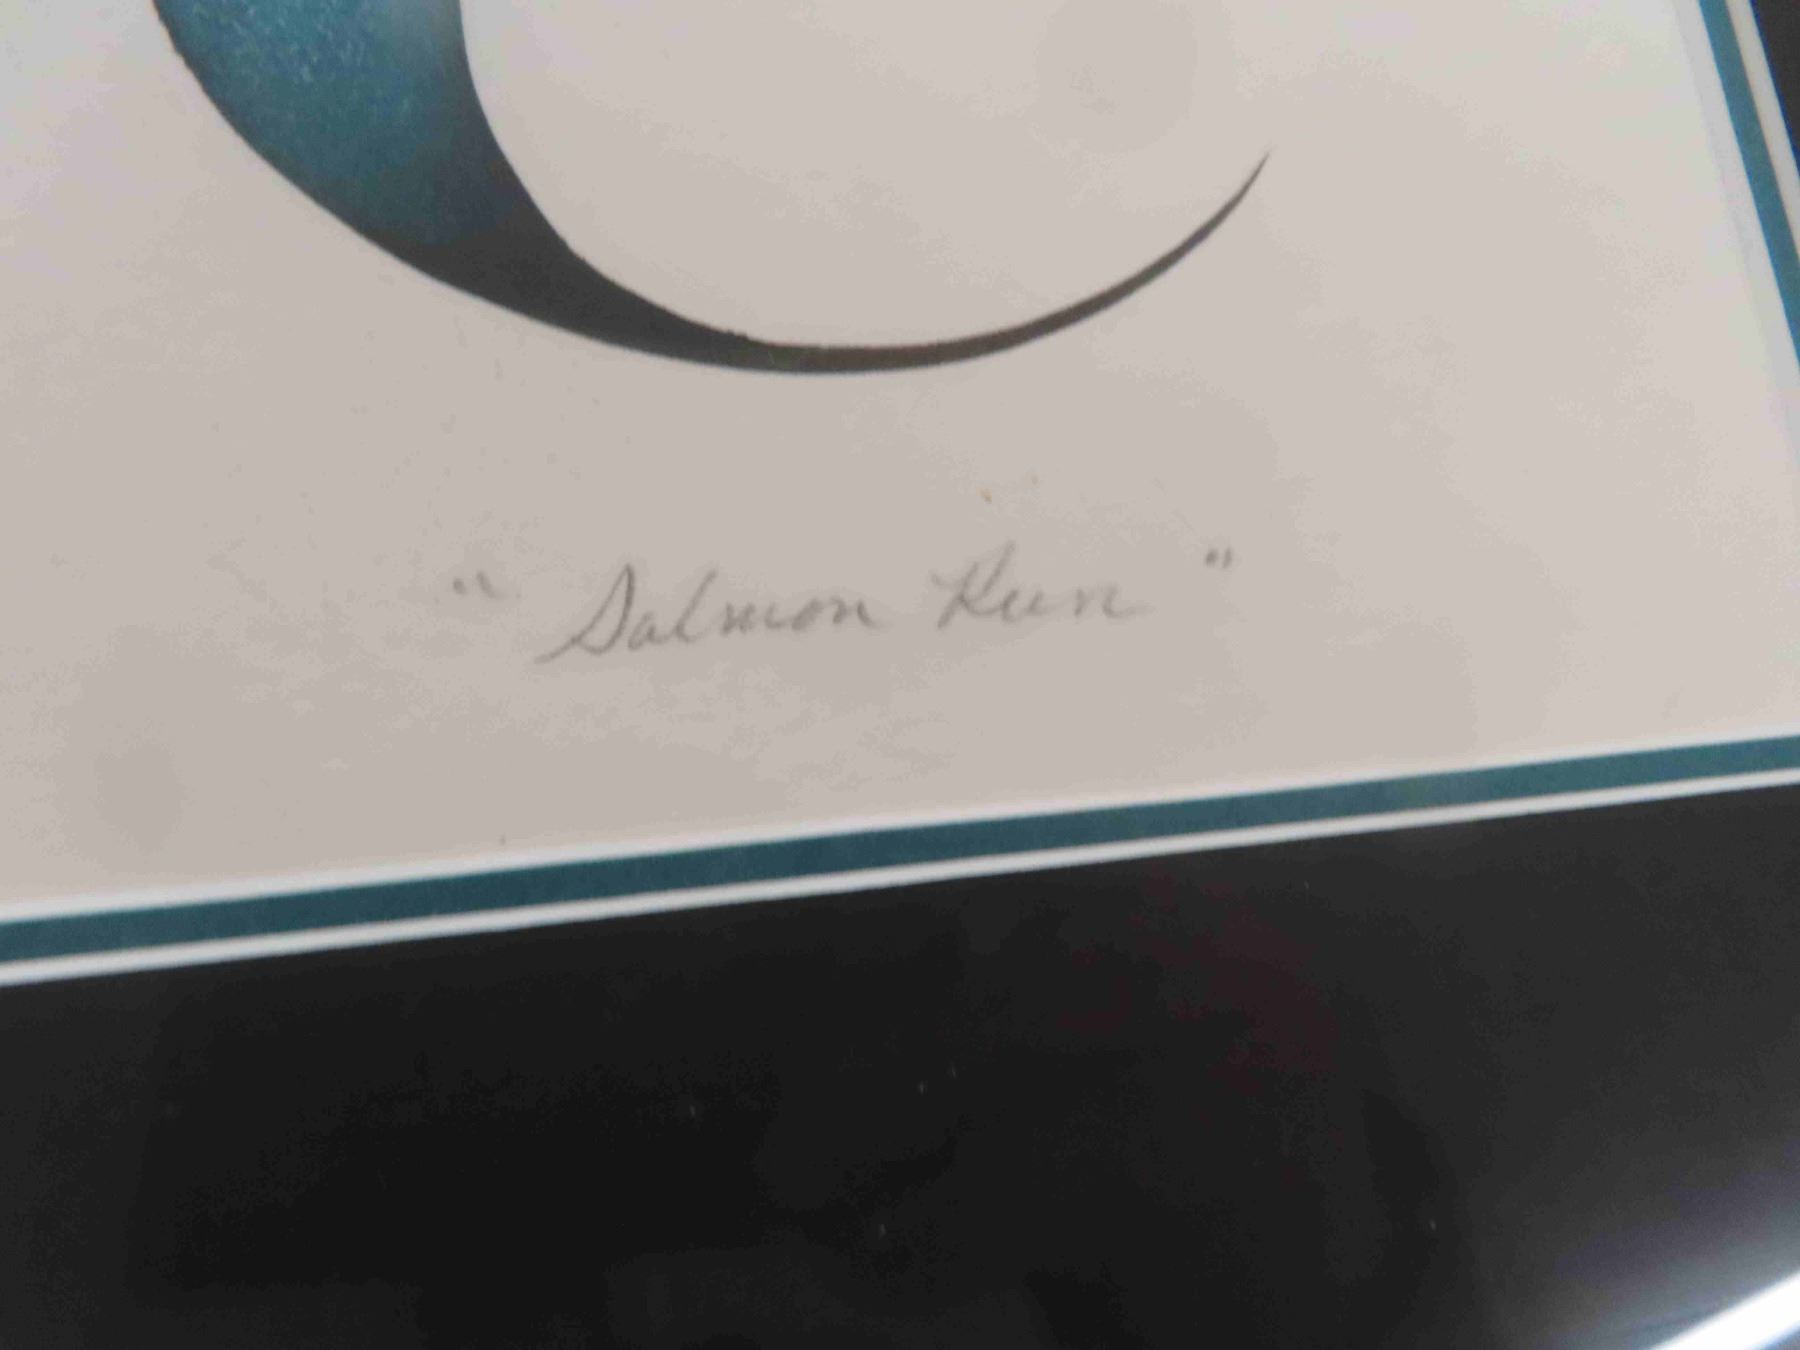 " Salmon Run "